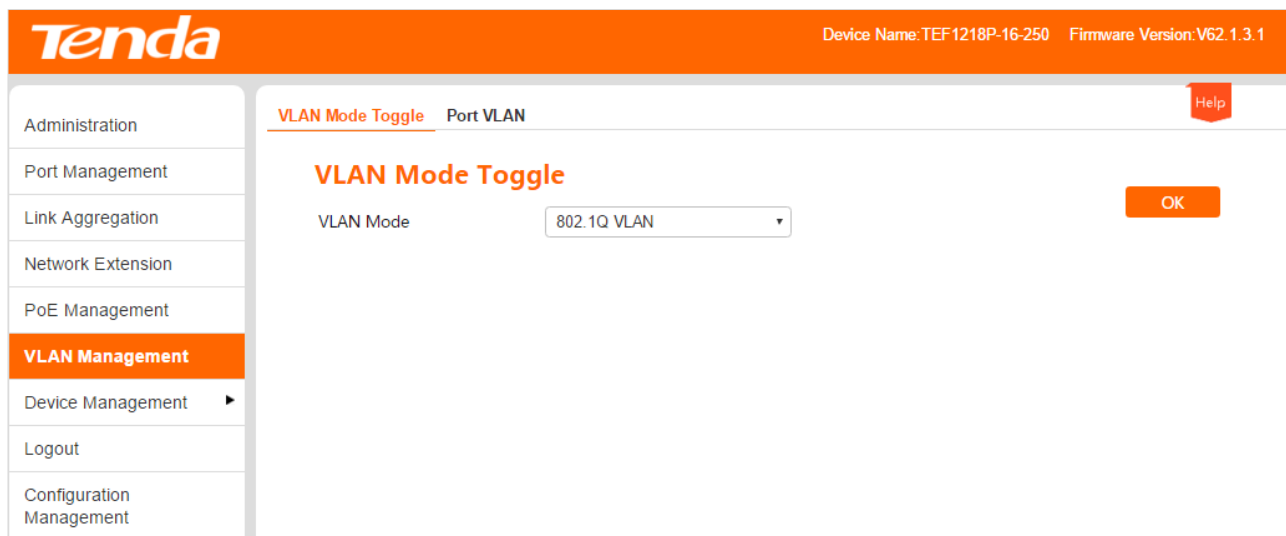 Tenda
Device Name:TEF1218P-16-250 Firmware Version:V62.1.3.1
Administration
Port Management
Link Aggregation
Network Extension
PoE Management
VLAN Management
Device Management
Logout
Configuration
Management
VLAN Mode Toggle Port VLAN
Help
VLAN Mode Toggle
VLAN Mode 802.1Q VLAN
OK